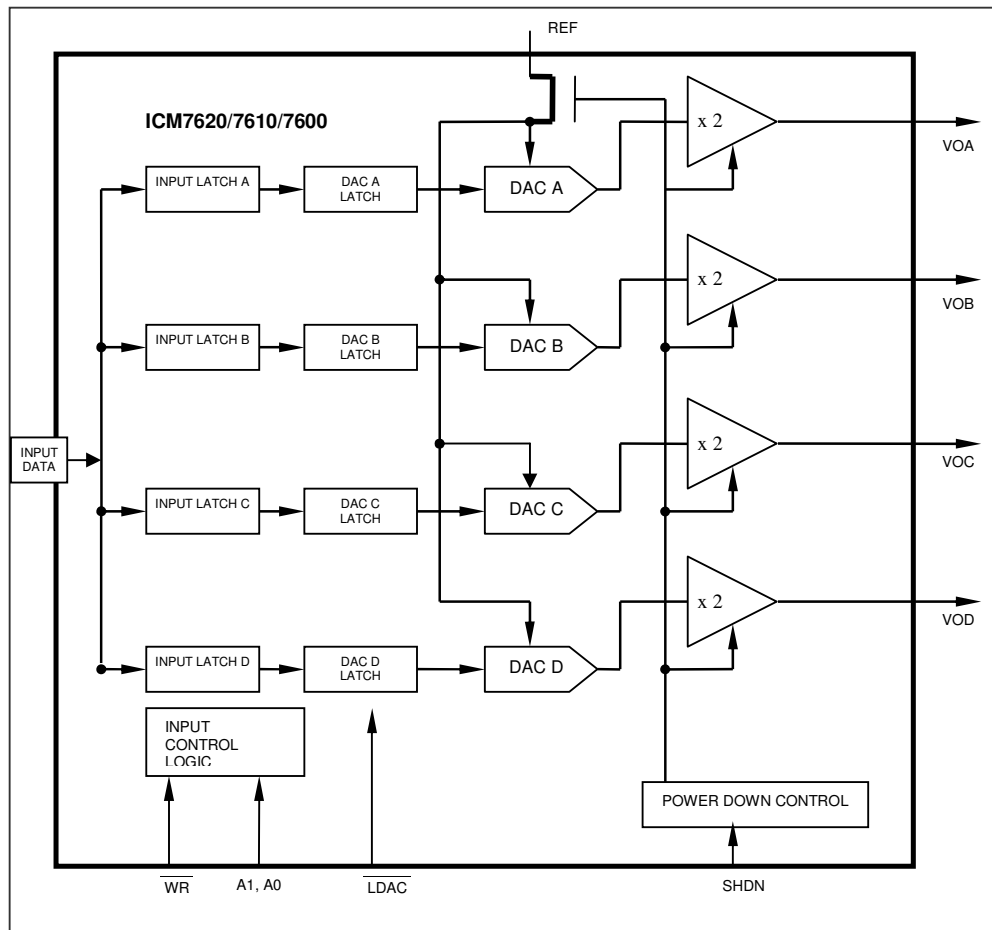 REF
ICM7620/7610/7600
x 2
VOA
INPUT LATCH A
DAC A
LATCH
DAC A
x 2
VOB
INPUT LATCH B
DAC B
LATCH
DAC B
x 2
VOC
INPUT
DATA
INPUT LATCH C
DAC C
LATCH
DAC C
x 2
VOD
INPUT LATCH D
DAC D
LATCH
DAC D
INPUT
CONTROL
LOGIC
POWER DOWN CONTROL
WR
A1, A0
LDAC
SHDN